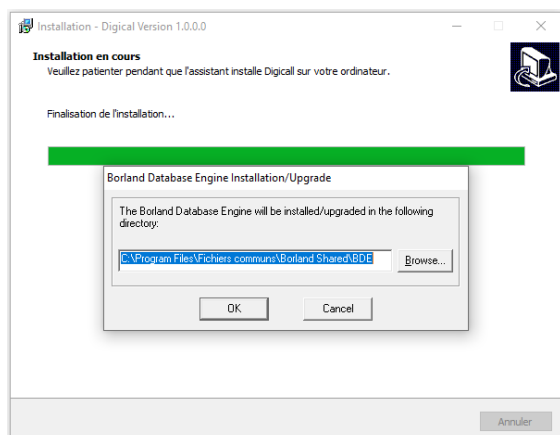 Installation - Digical Version 1.0.0.0
Installation en cours
Veuillez patienter pendant que l'assistant installe Digicall sur votre ordinateur.
Finalisation de l'installation...
Borland Database Engine Installation/Upgrade
The Borland Database Engine will be installed/upgraded in the following
directory:
C:\Program Files\Fichiers communs\Borland Shared\BDE
Browse...
OK
Cancel
Annuler